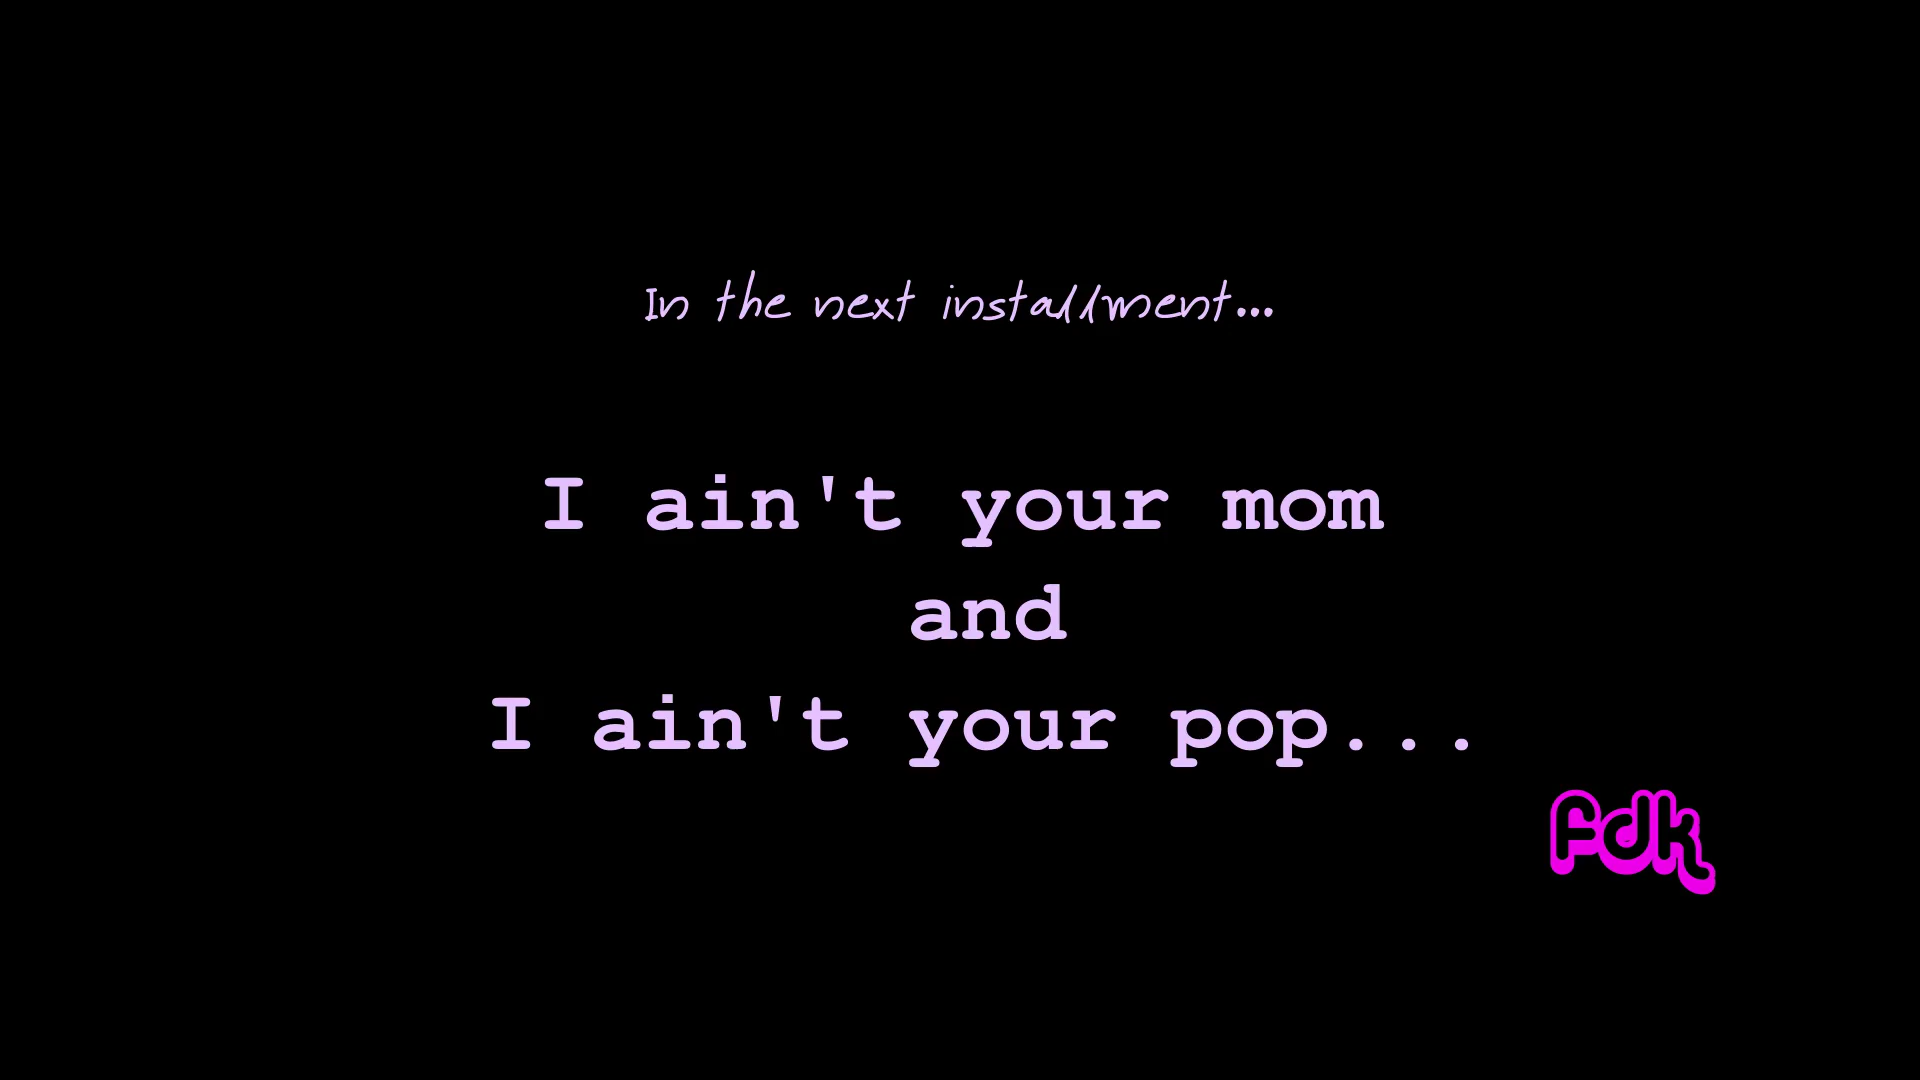 In the next installment...
I ain't your mom
and
I ain't your pop...
fdk